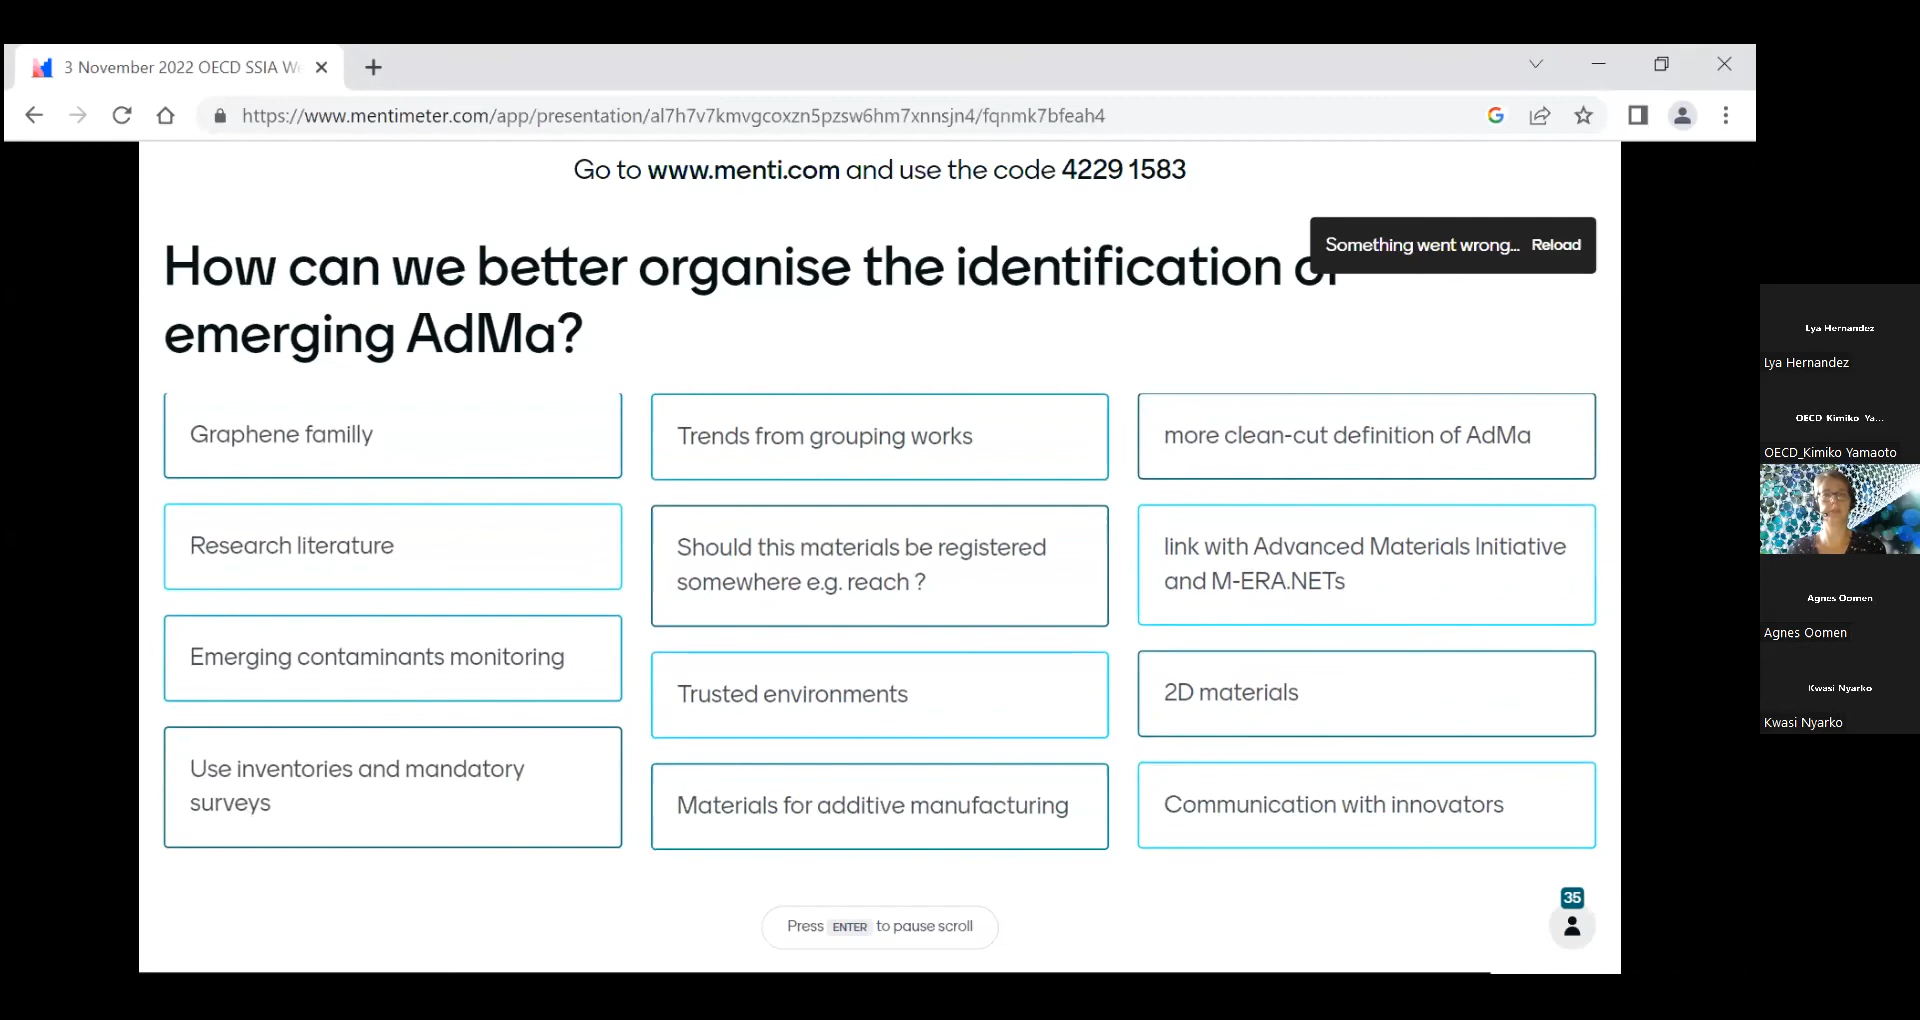 3 November 2022 OECD SSIA We
https://www.mentimeter.com/app/presentation/al7h7v7kmvgcoxzn5pzsw6hm7xnnsjn4/fqnmk7bfeah4
Go to www.menti.com and use the code 4229 1583
Something went wrong... Reload
How can we better organise the identification of
emerging AdMa?
Graphene familly
Research literature
Emerging contaminants monitoring
Use inventories and mandatory
surveys
Trends from grouping works
Should this materials be registered
somewhere e.g. reach ?
Trusted environments
Materials for additive manufacturing
more clean-cut definition of AdMa
link with Advanced Materials Initiative
and M-ERA.NETs
2D materials
Communication with innovators
Press ENTER to pause scroll
35
Lya Hernandez
Lya Hernandez
OECD Kimiko Ya...
OECD_Kimiko Yamaoto
Agnes Oomen
Agnes Oomen
Kwasi Nyarko
Kwasi Nyarko